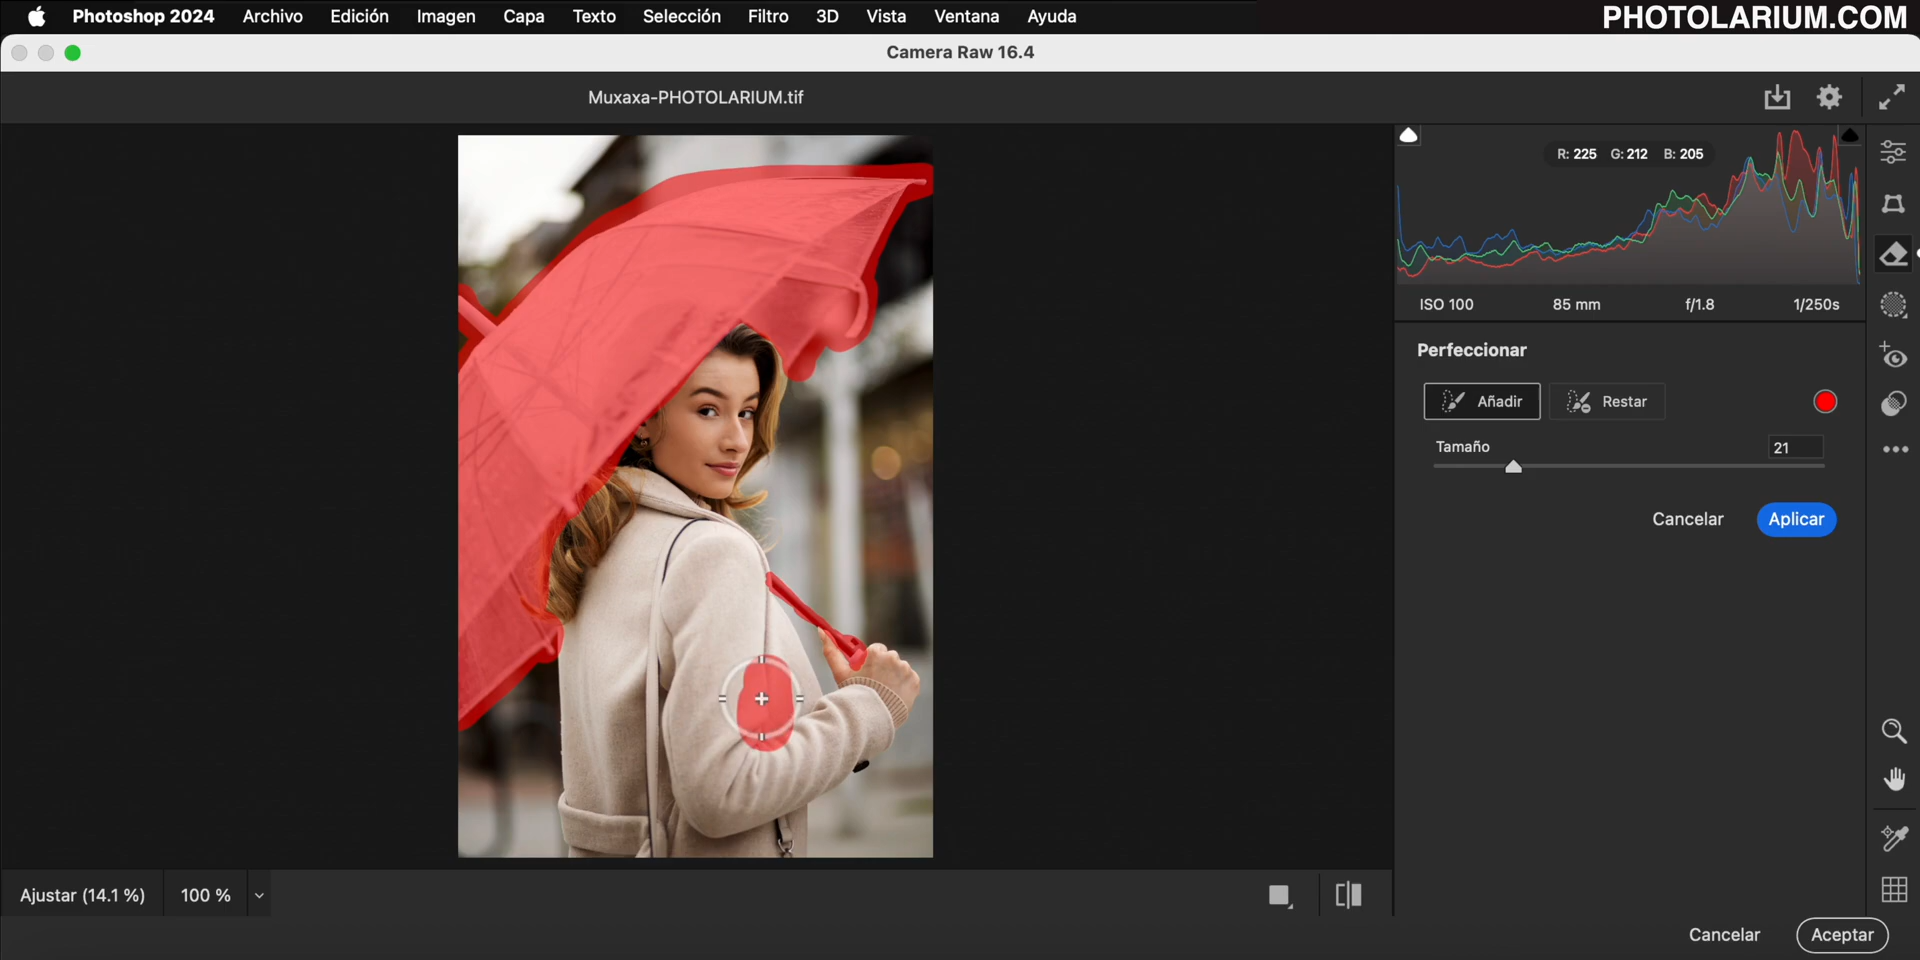 Photoshop 2024 Archivo Edición Imagen Capa Texto Selección Filtro 3D Vista Ventana Ayuda PHOTOLARIUM.COM
Camera Raw 16.4
Muxaxa-PHOTOLARIUM.tif
R: 225 G: 212 B: 205
ISO 100 85 mm f/1.8 1/250s
Perfeccionar
Añadir Restar
Tamaño 21
Cancelar Aplicar
Ajustar (14.1 %) 100 %
Cancelar Aceptar